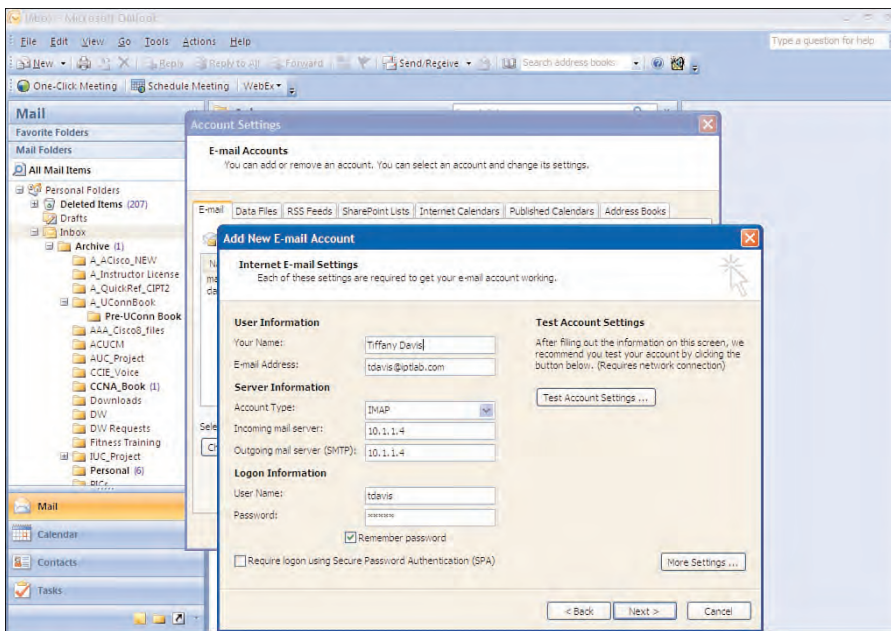 Inbox - Microsoft Outlook
File Edit View Go Tools Actions Help
Type a question for help
New Reply Reply to All Forward Send/Receive Search address books
One-Click Meeting Schedule Meeting WebEx
Mail
Favorite Folders
Mail Folders
All Mail Items
Personal Folders
Deleted Items (207)
Drafts
Inbox
Archive (1)
A_ACisco_NEW
A_Instructor License
A_QuickRef_CIPT2
A_UConnBook
Pre-UConn Book
AAA_Cisco8_files
ACUCM
AUC_Project
CCIE_Voice
CCNA_Book (1)
Downloads
DW
DW Requests
Fitness Training
IUC_Project
Personal (6)
Mail
Calendar
Contacts
Tasks
Account Settings
E-mail Accounts
You can add or remove an account. You can select an account and change its settings.
E-mail Data Files RSS Feeds SharePoint Lists Internet Calendars Published Calendars Address Books
Add New E-mail Account
Internet E-mail Settings
Each of these settings are required to get your e-mail account working.
User Information
Your Name: Tiffany Davis
E-mail Address: tdavis@iptlab.com
Server Information
Account Type: IMAP
Incoming mail server: 10.1.1.4
Outgoing mail server (SMTP): 10.1.1.4
Logon Information
User Name: tdavis
Password: *****
Remember password
Require logon using Secure Password Authentication (SPA)
Test Account Settings
After filling out the information on this screen, we
recommend you test your account by clicking the
button below. (Requires network connection)
Test Account Settings ...
More Settings ...
< Back Next > Cancel